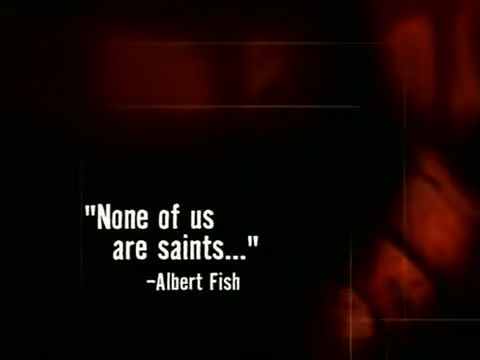 "None of us
are saints..."
–Albert Fish